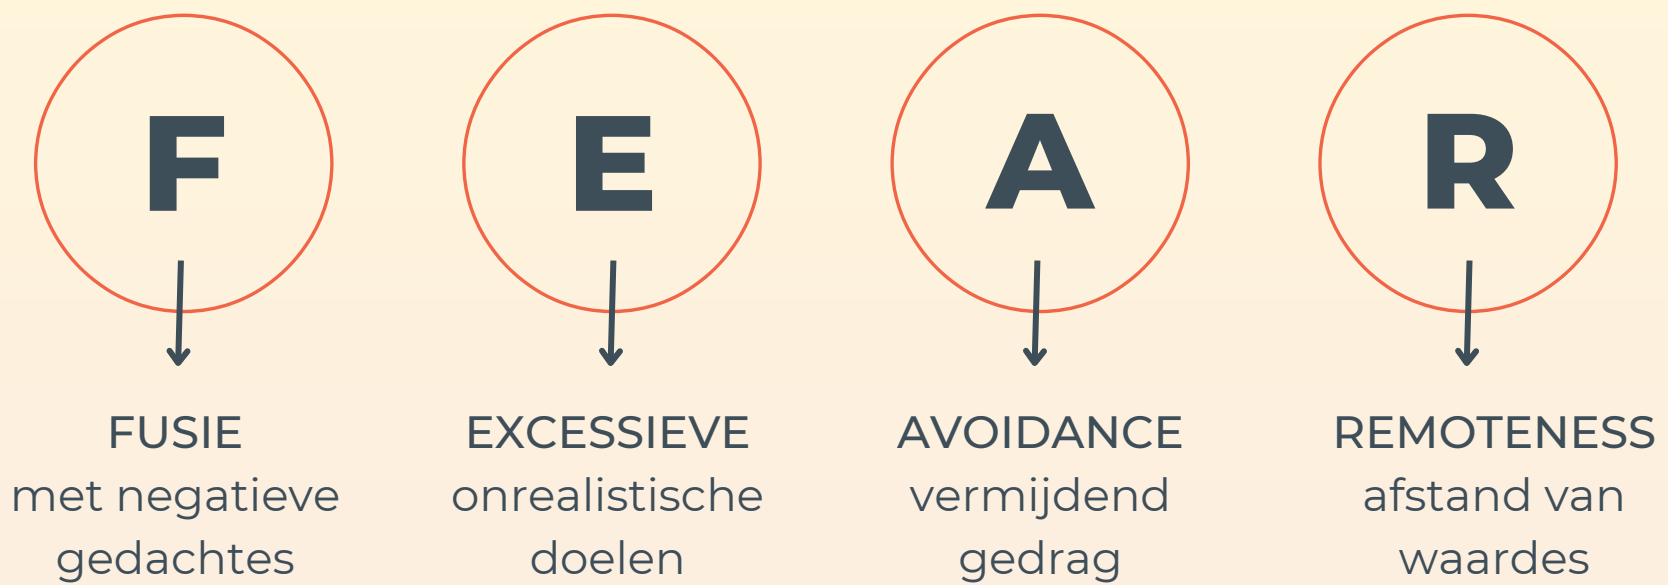 F E A R
FUSIE
met negatieve
gedachtes
EXCESSIEVE
onrealistische
doelen
AVOIDANCE
vermijdend
gedrag
REMOTENESS
afstand van
waardes